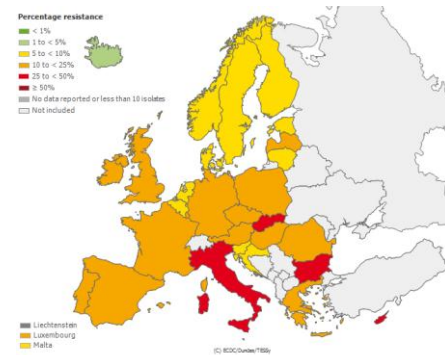 Percentage resistance
< 1%
1 to < 5%
5 to < 10%
10 to < 25%
25 to < 50%
≥ 50%
No data reported or less than 10 isolates
Not included
Liechtenstein
Luxembourg
Malta
(C) ECDC/Dundas/TESSy